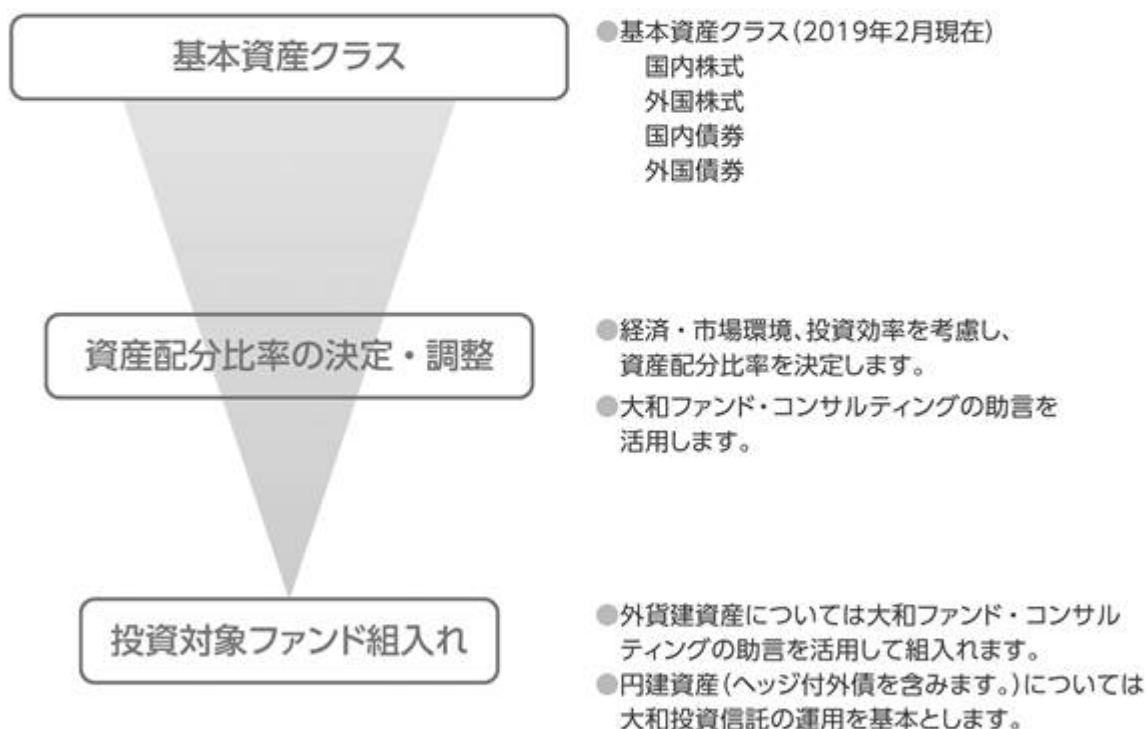 基本資産クラス
●基本資産クラス(2019年2月現在)
国内株式
外国株式
国内債券
外国債券
資産配分比率の決定・調整
●経済・市場環境、投資効率を考慮し、
資産配分比率を決定します。
●大和ファンド・コンサルティングの助言を
活用します。
投資対象ファンド組入れ
●外貨建資産については大和ファンド・コンサル
ティングの助言を活用して組入れます。
●円建資産(ヘッジ付外債を含みます。)については
大和投資信託の運用を基本とします。